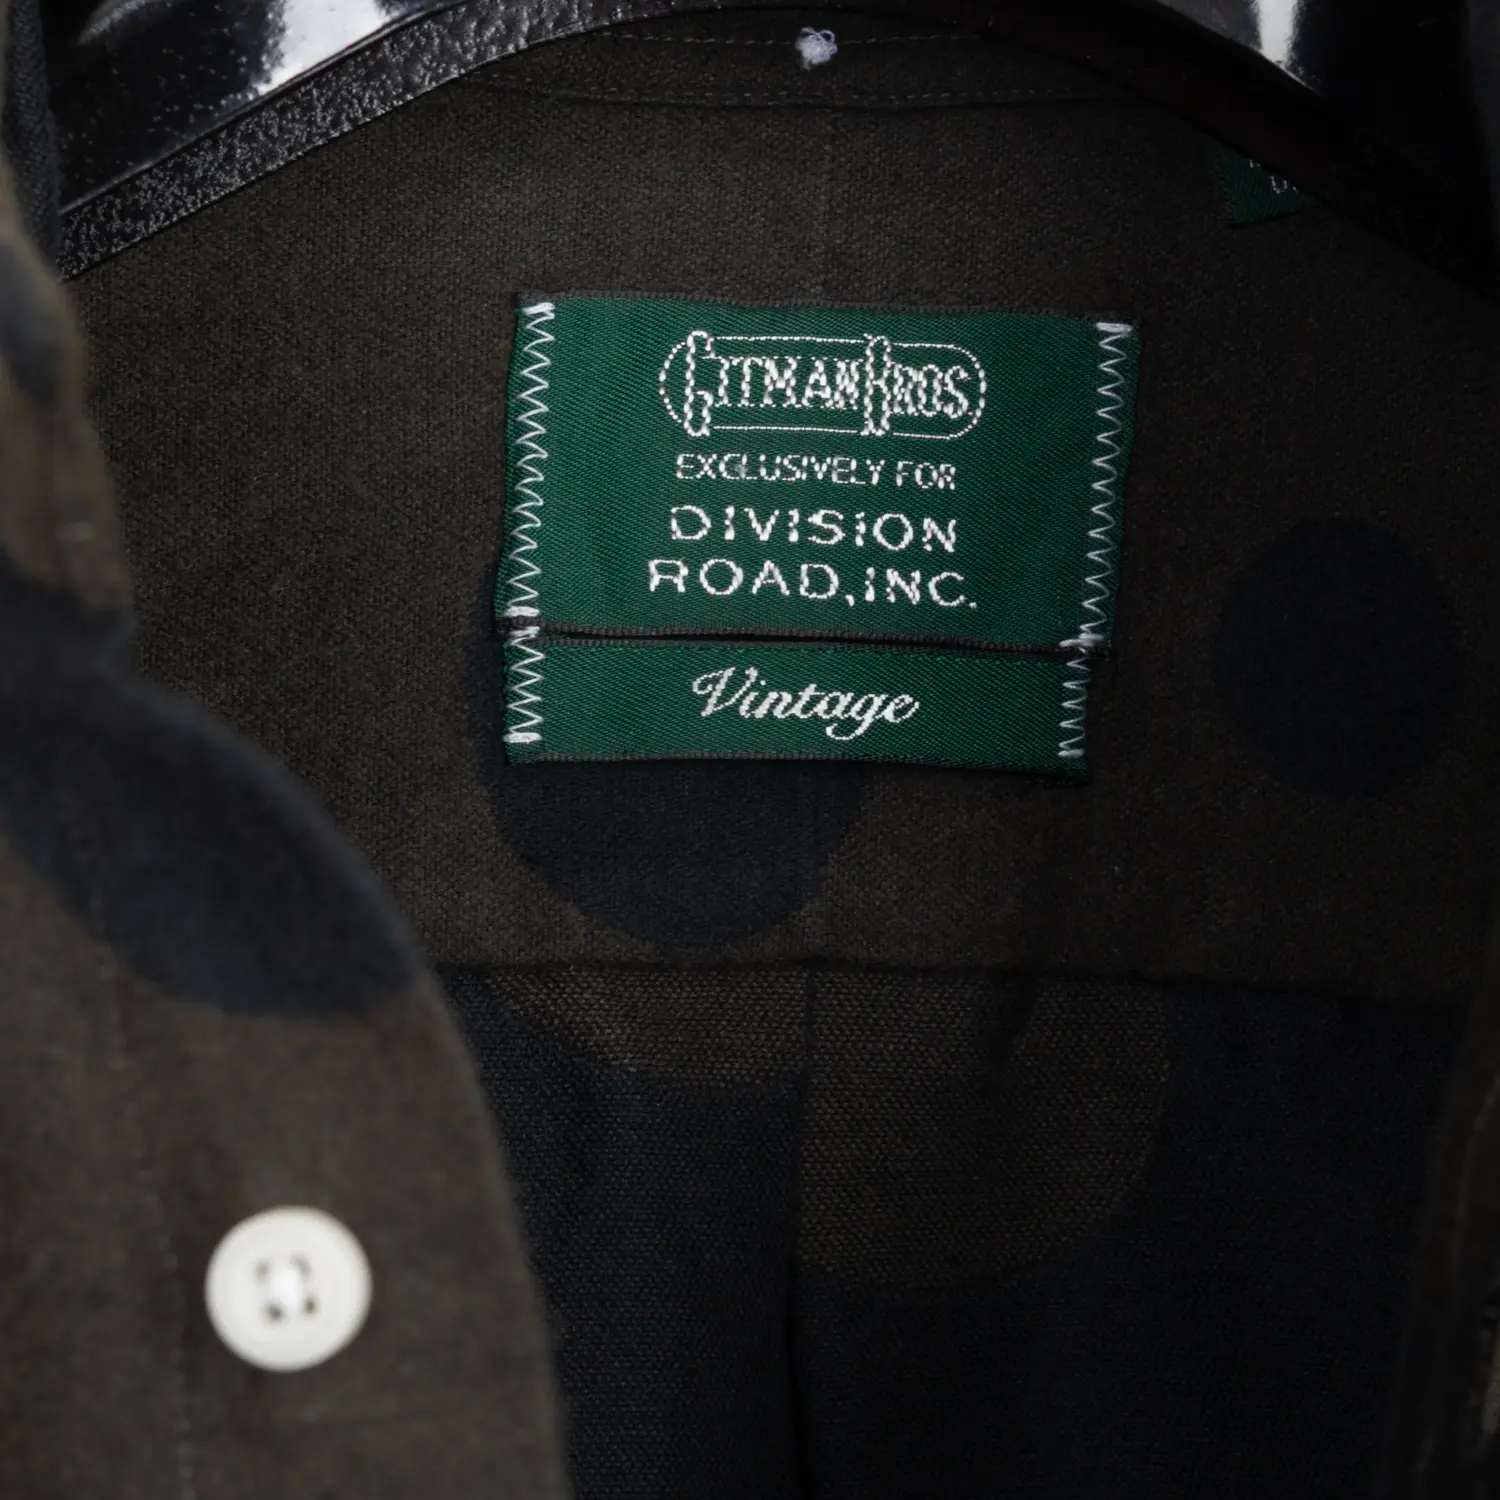 GITMAN BROS
EXCLUSIVELY FOR
DIVISION
ROAD, INC.
Vintage